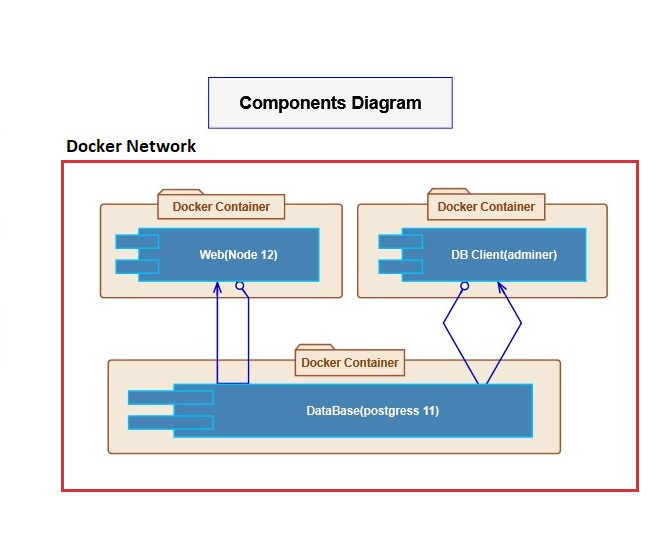 Components Diagram
Docker Network
Docker Container
Docker Container
Web(Node 12)
DB Client(adminer)
Docker Container
DataBase(postgress 11)